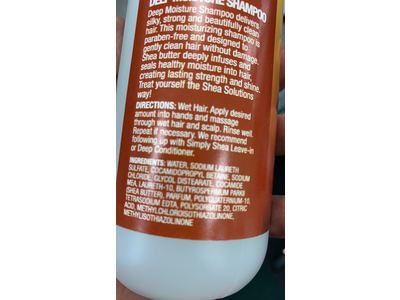 DEEP MOISTURE SHAMPOO
Deep Moisture Shampoo delivers
silky, strong and beautifully clean
hair. This moisturizing shampoo is
paraben-free and designed to
gently clean hair without damage.
Shea butter deeply infuses and
seals healthy moisture into hair,
creating lasting strength and shine.
Treat yourself the Shea Solutions
way!
DIRECTIONS: Wet Hair. Apply desired
amount into hands and massage
through wet hair and scalp. Rinse well.
Repeat if necessary. We recommend
following up with Simply Shea Leave-in
or Deep Conditioner.
INGREDIENTS: WATER, SODIUM LAURETH
SULFATE, COCAMIDOPROPYL BETAINE, SODIUM
CHLORIDE, GLYCOL DISTEARATE, COCAMIDE
MEA, LAURETH-10, BUTYROSPERMUM PARKII
(SHEA BUTTER), PARFUM, POLYQUATERNIUM-10,
TETRASODIUM EDTA, POLYSORBATE 20, CITRIC
ACID, METHYLCHLOROISOTHIAZOLINONE,
METHYLISOTHIAZOLINONE